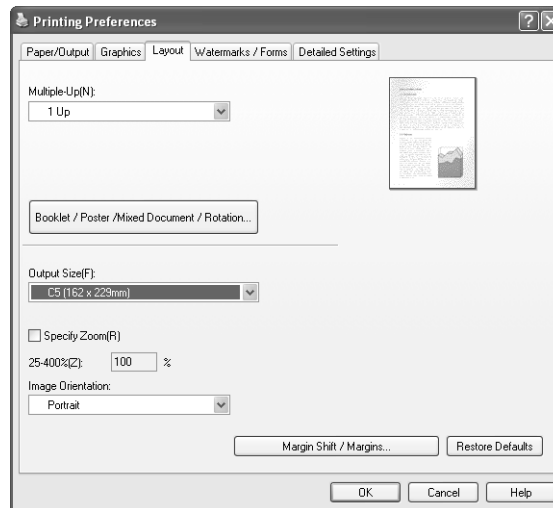 Printing Preferences
Paper/Output Graphics Layout Watermarks / Forms Detailed Settings
Multiple-Up(N):
1 Up
Booklet / Poster /Mixed Document / Rotation...
Output Size(F):
C5 (162 x 229mm)
Specify Zoom(R)
25-400%(Z): 100 %
Image Orientation:
Portrait
Margin Shift / Margins... Restore Defaults
OK Cancel Help